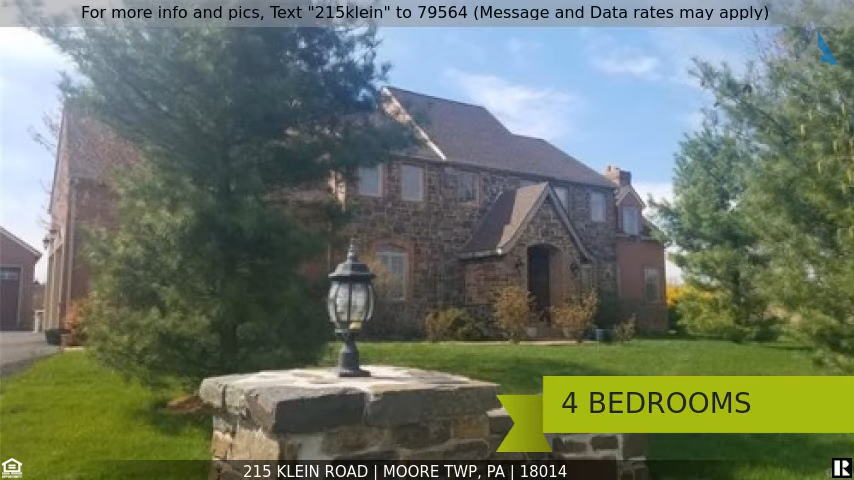 For more info and pics, Text "215klein" to 79564 (Message and Data rates may apply)
4 BEDROOMS
215 KLEIN ROAD | MOORE TWP, PA | 18014